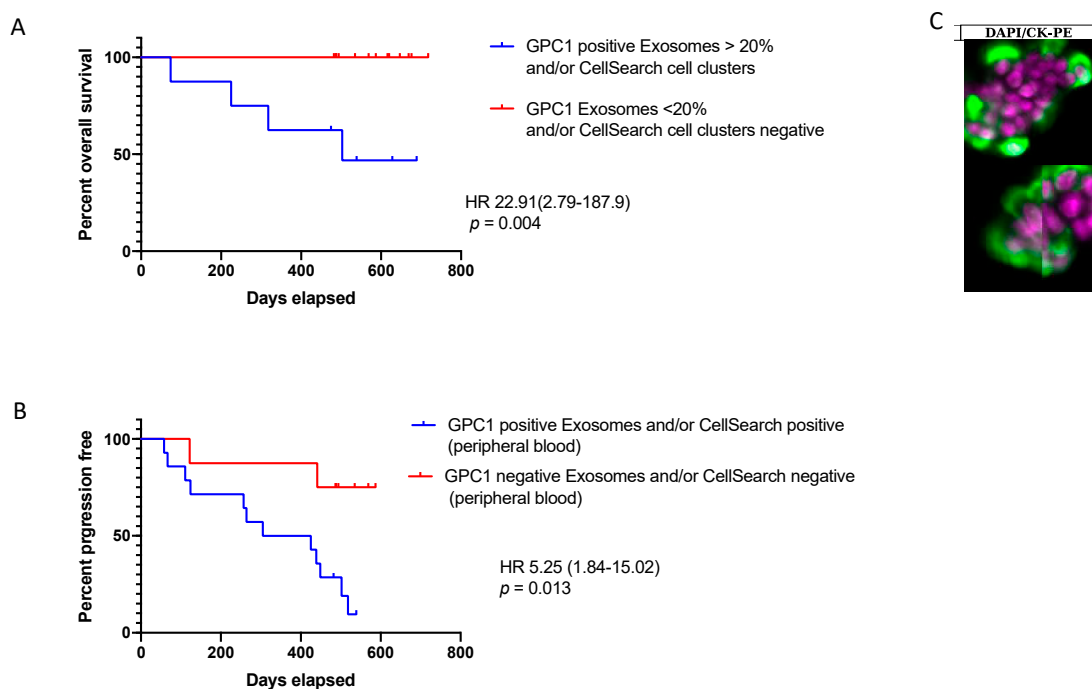 A
Percent overall survival
100
50
0
0 200 400 600 800
Days elapsed
GPC1 positive Exosomes > 20%
and/or CellSearch cell clusters
GPC1 Exosomes <20%
and/or CellSearch cell clusters negative
HR 22.91(2.79-187.9)
p = 0.004
C
DAPI/CK-PE
B
Percent prgression free
100
50
0
0 200 400 600 800
Days elapsed
GPC1 positive Exosomes and/or CellSearch positive
(peripheral blood)
GPC1 negative Exosomes and/or CellSearch negative
(peripheral blood)
HR 5.25 (1.84-15.02)
p = 0.013